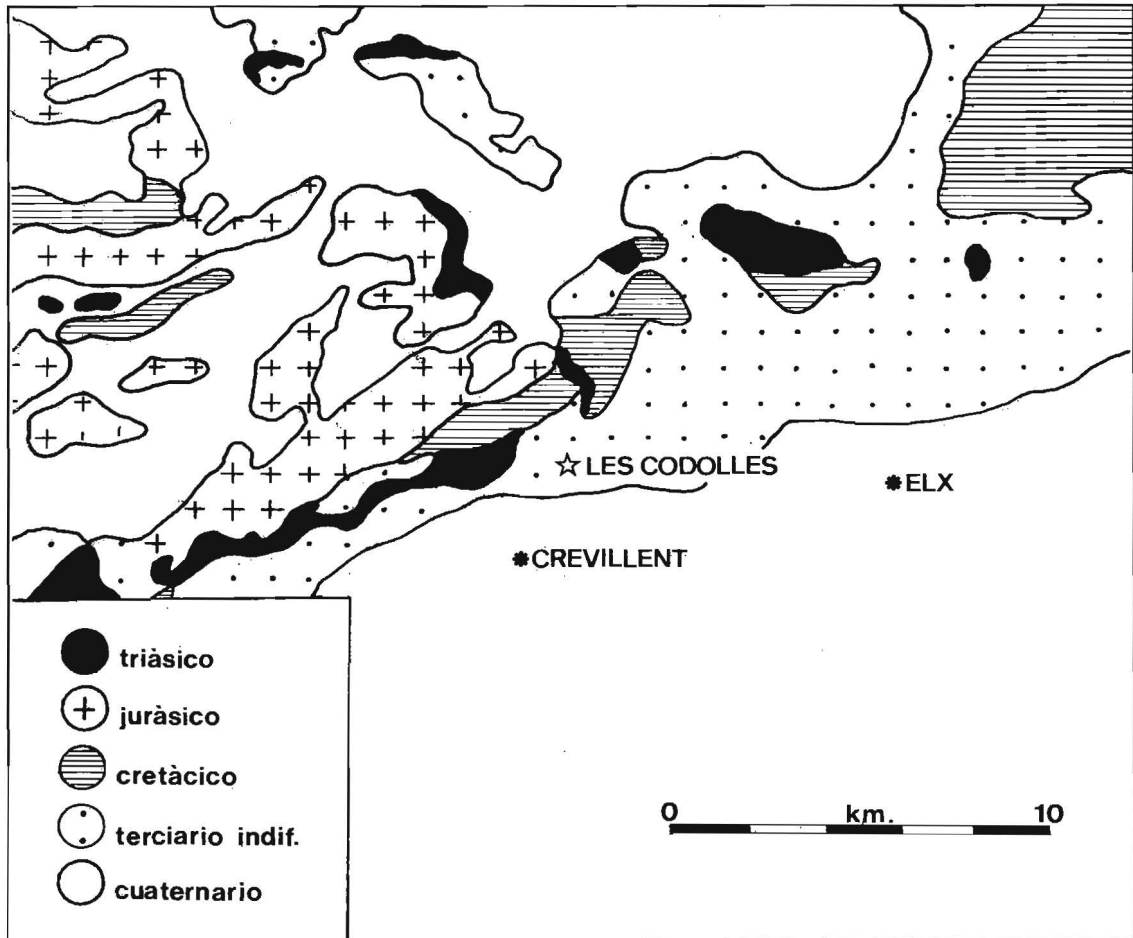 LES CODOLLES
ELX
CREVILLENT
triàsico
juràsico
cretàcico
terciario indif.
cuaternario
0 km. 10